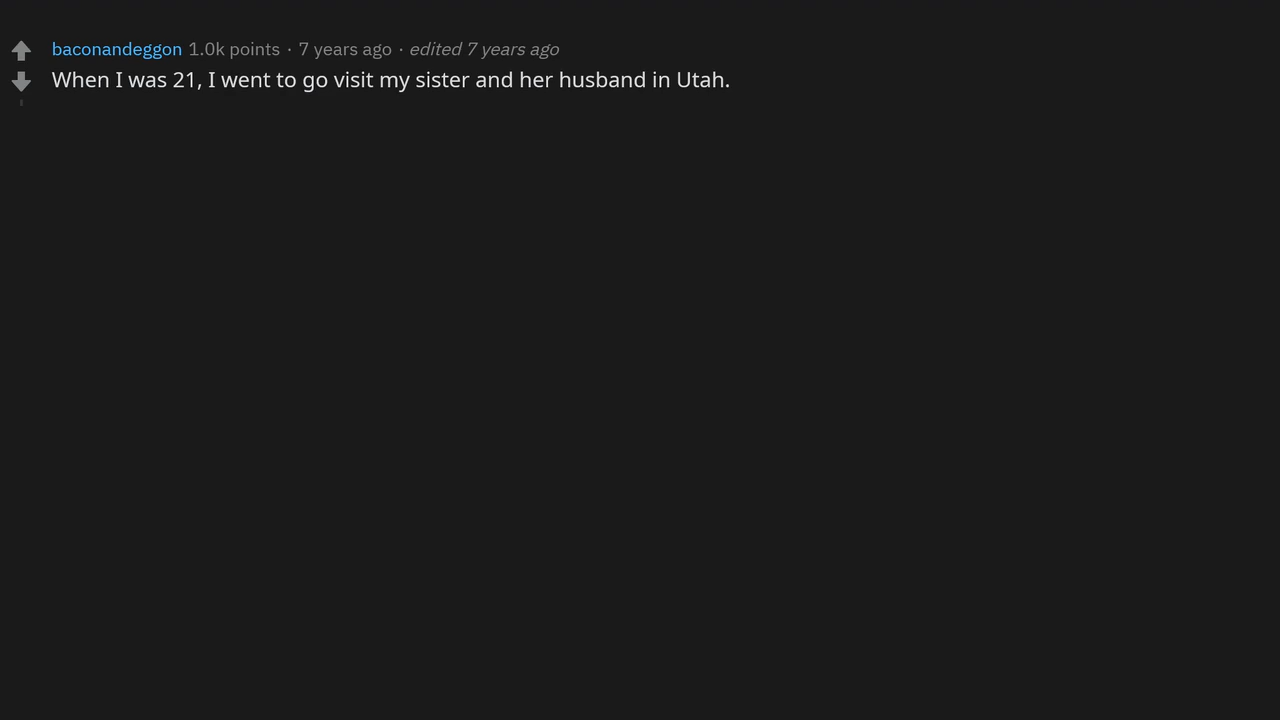 baconandeggon 1.0k points · 7 years ago · edited 7 years ago
When I was 21, I went to go visit my sister and her husband in Utah.